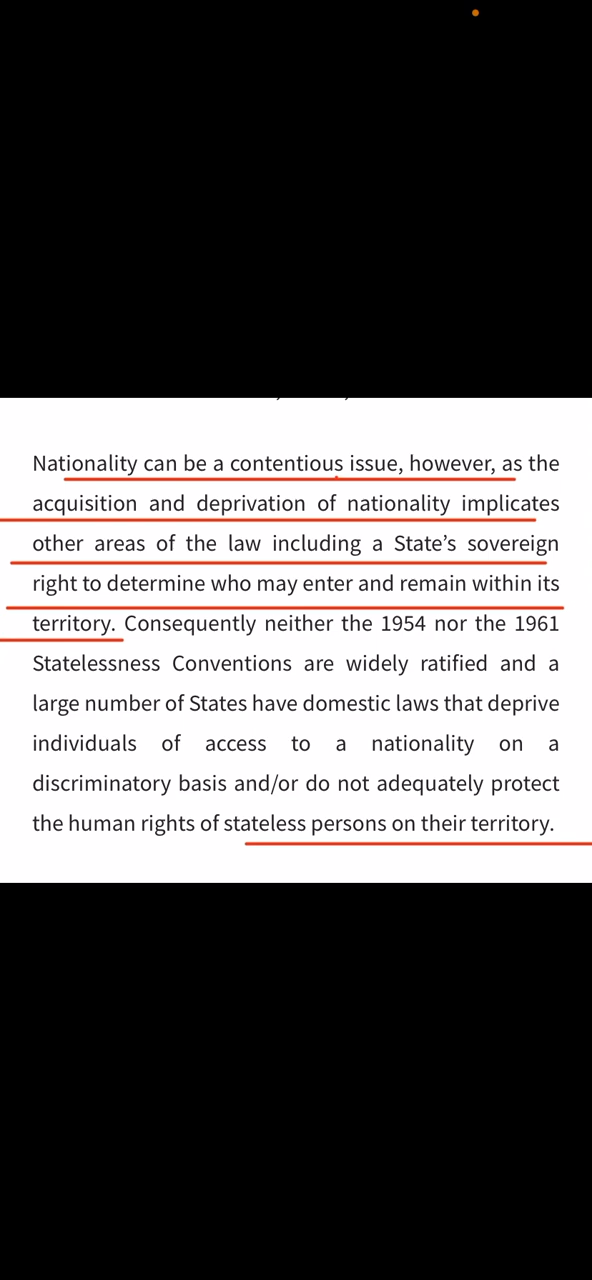 Nationality can be a contentious issue, however, as the
acquisition and deprivation of nationality implicates
other areas of the law including a State’s sovereign
right to determine who may enter and remain within its
territory. Consequently neither the 1954 nor the 1961
Statelessness Conventions are widely ratified and a
large number of States have domestic laws that deprive
individuals of access to a nationality on a
discriminatory basis and/or do not adequately protect
the human rights of stateless persons on their territory.